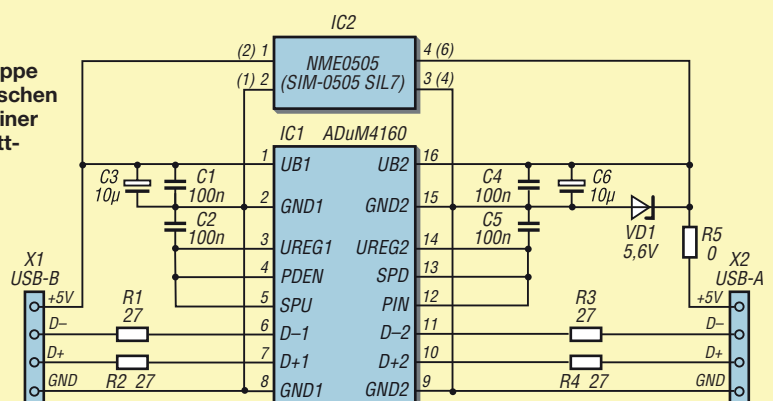 ppe
schen
iner
tt-
IC2
(2) 1
NME0505
4 (6)
(1) 2
(SIM-0505 SIL7)
3 (4)
IC1 ADuM4160
1 UB1
UB2 16
C3
10µ
C1
100n
C4
100n
C6
10µ
2 GND1
GND2 15
C2
100n
C5
100n
VD1
5,6V
R5
0
3 UREG1
UREG2 14
4 PDEN
SPD 13
5 SPU
PIN 12
X1
USB-B
X2
USB-A
+5V
+5V
R1
27
R3
27
D–
6 D–1
D–2 11
D–
D+
7 D+1
D+2 10
D+
GND
R2 27
8 GND1
GND2 9
R4 27
GND